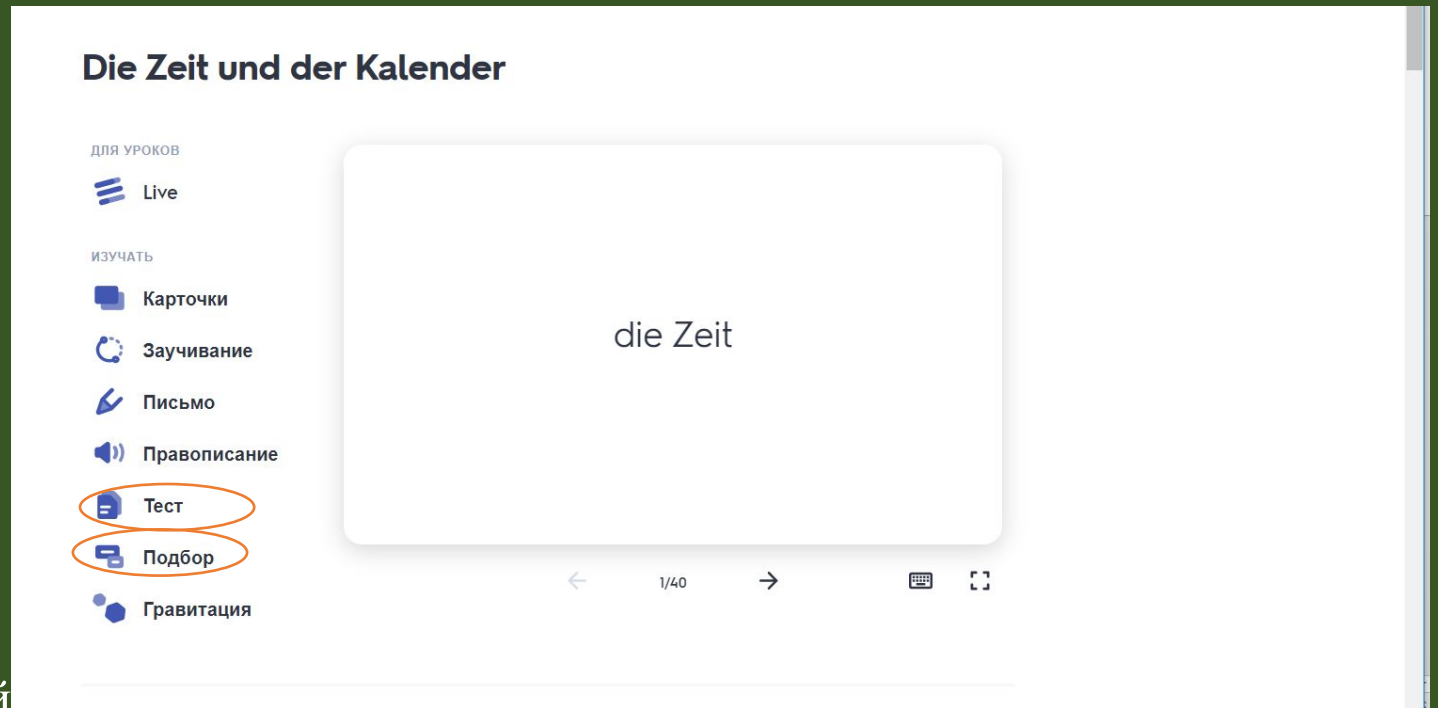 Die Zeit und der Kalender
ДЛЯ УРОКОВ
Live
ИЗУЧАТЬ
Карточки
Заучивание
Письмо
Правописание
Тест
Подбор
Гравитация
die Zeit
1/40
й